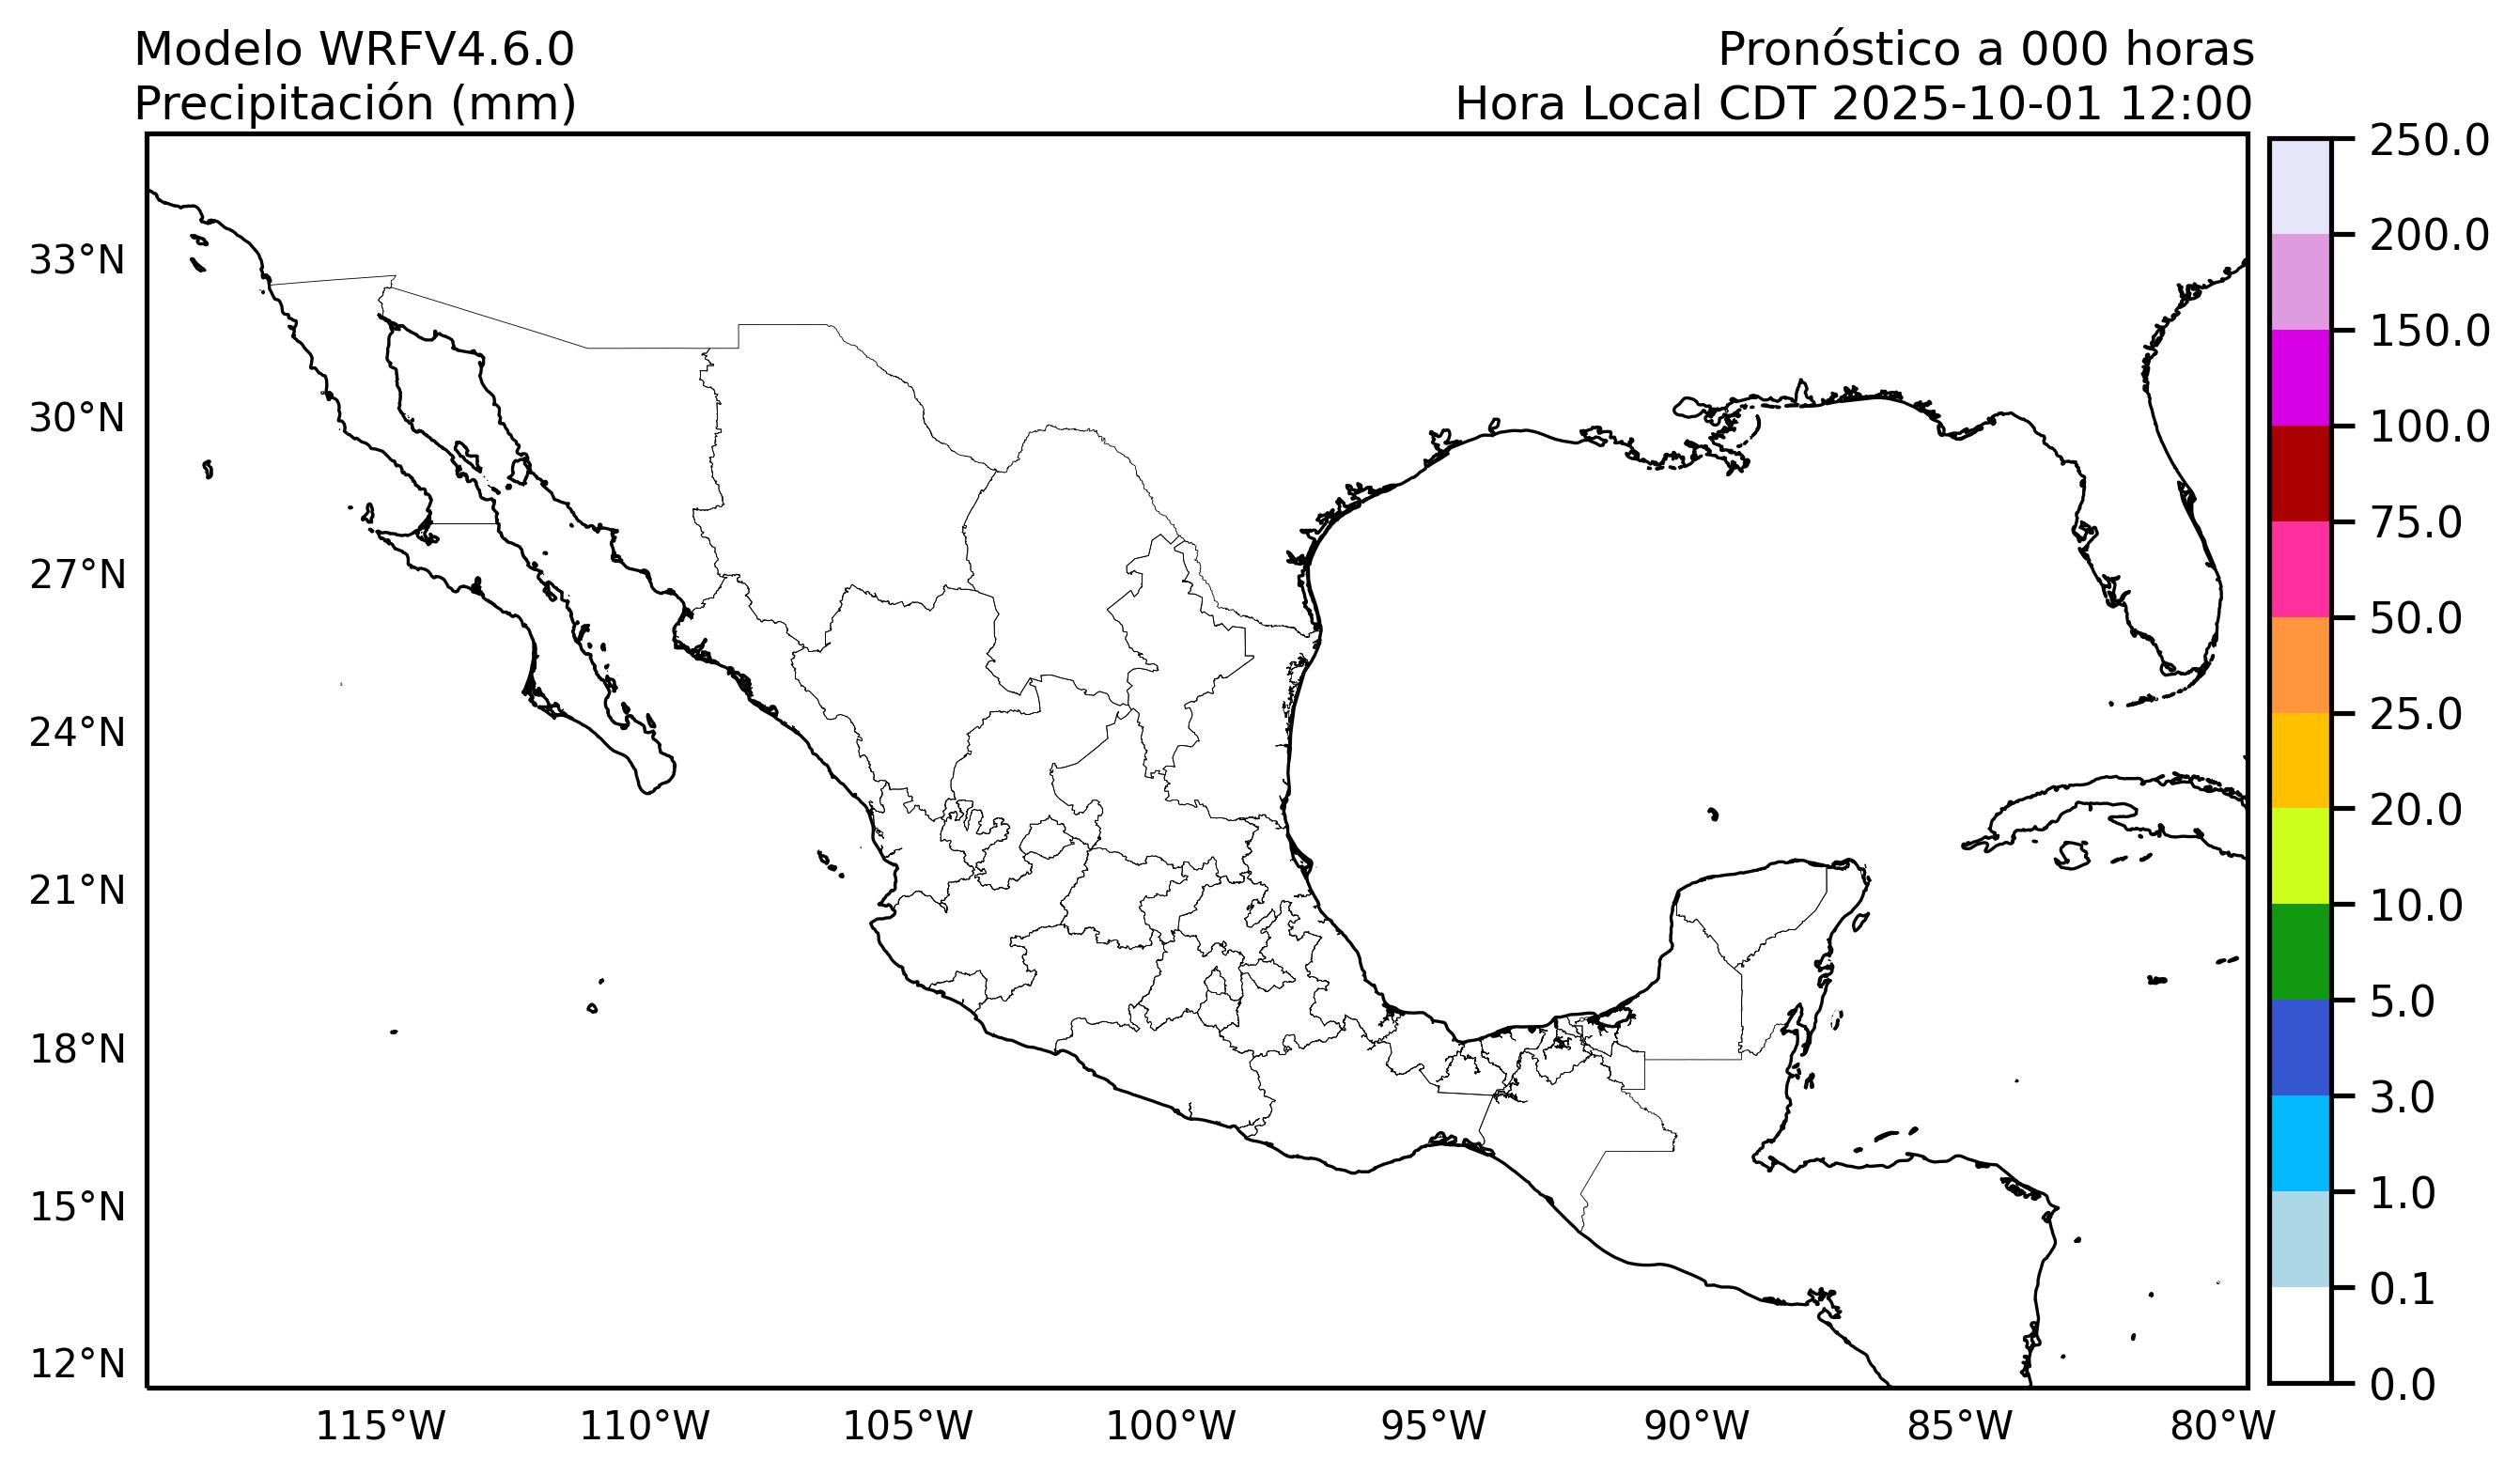 Modelo WRFV4.6.0
Precipitación (mm)
Pronóstico a 000 horas
Hora Local CDT 2025-10-01 12:00
33°N
30°N
27°N
24°N
21°N
18°N
15°N
12°N
115°W
110°W
105°W
100°W
95°W
90°W
85°W
80°W
250.0
200.0
150.0
100.0
75.0
50.0
25.0
20.0
10.0
5.0
3.0
1.0
0.1
0.0